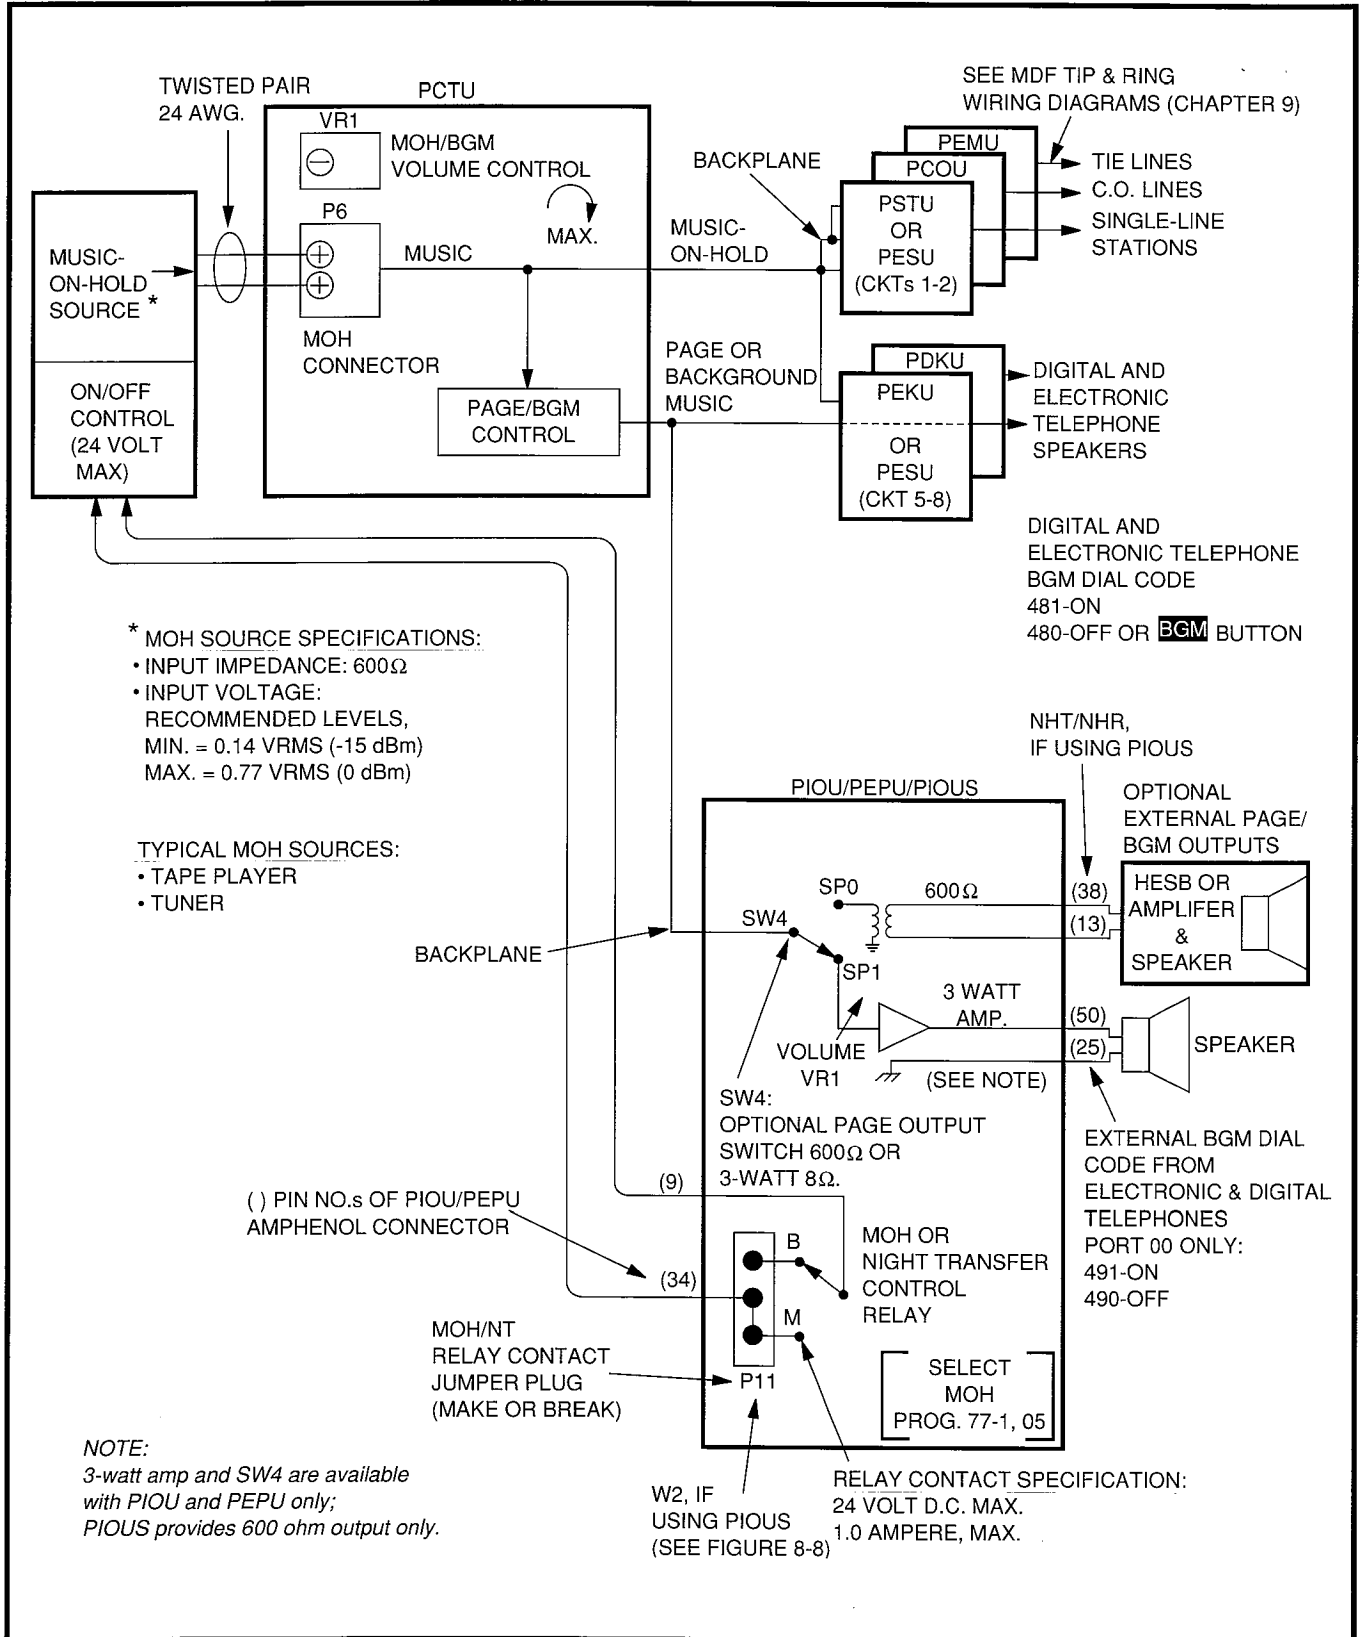 TWISTED PAIR
24 AWG.
PCTU
SEE MDF TIP & RING
WIRING DIAGRAMS (CHAPTER 9)
VR1
MOH/BGM
VOLUME CONTROL
MAX.
P6
MUSIC-
ON-HOLD
SOURCE *
MUSIC
MOH
CONNECTOR
ON/OFF
CONTROL
(24 VOLT
MAX)
PAGE/BGM
CONTROL
MUSIC-
ON-HOLD
BACKPLANE
PEMU
PCOU
PSTU
OR
PESU
(CKTs 1-2)
TIE LINES
C.O. LINES
SINGLE-LINE
STATIONS
PAGE OR
BACKGROUND
MUSIC
PDKU
PEKU
OR
PESU
(CKT 5-8)
DIGITAL AND
ELECTRONIC
TELEPHONE
SPEAKERS
DIGITAL AND
ELECTRONIC TELEPHONE
BGM DIAL CODE
481-ON
480-OFF OR BGM BUTTON
* MOH SOURCE SPECIFICATIONS:
• INPUT IMPEDANCE: 600Ω
• INPUT VOLTAGE:
RECOMMENDED LEVELS,
MIN. = 0.14 VRMS (-15 dBm)
MAX. = 0.77 VRMS (0 dBm)
TYPICAL MOH SOURCES:
• TAPE PLAYER
• TUNER
NHT/NHR,
IF USING PIOUS
PIOU/PEPU/PIOUS
OPTIONAL
EXTERNAL PAGE/
BGM OUTPUTS
SP0
600Ω
(38)
(13)
HESB OR
AMPLIFER
&
SPEAKER
SW4
SP1
BACKPLANE
3 WATT
AMP.
(50)
(25)
SPEAKER
VOLUME
VR1
(SEE NOTE)
SW4:
OPTIONAL PAGE OUTPUT
SWITCH 600Ω OR
3-WATT 8Ω.
EXTERNAL BGM DIAL
CODE FROM
ELECTRONIC & DIGITAL
TELEPHONES
PORT 00 ONLY:
491-ON
490-OFF
(9)
( ) PIN NO.s OF PIOU/PEPU
AMPHENOL CONNECTOR
(34)
B
M
MOH OR
NIGHT TRANSFER
CONTROL
RELAY
MOH/NT
RELAY CONTACT
JUMPER PLUG
(MAKE OR BREAK)
P11
SELECT
MOH
PROG. 77-1, 05
NOTE:
3-watt amp and SW4 are available
with PIOU and PEPU only;
PIOUS provides 600 ohm output only.
W2, IF
USING PIOUS
(SEE FIGURE 8-8)
RELAY CONTACT SPECIFICATION:
24 VOLT D.C. MAX.
1.0 AMPERE, MAX.